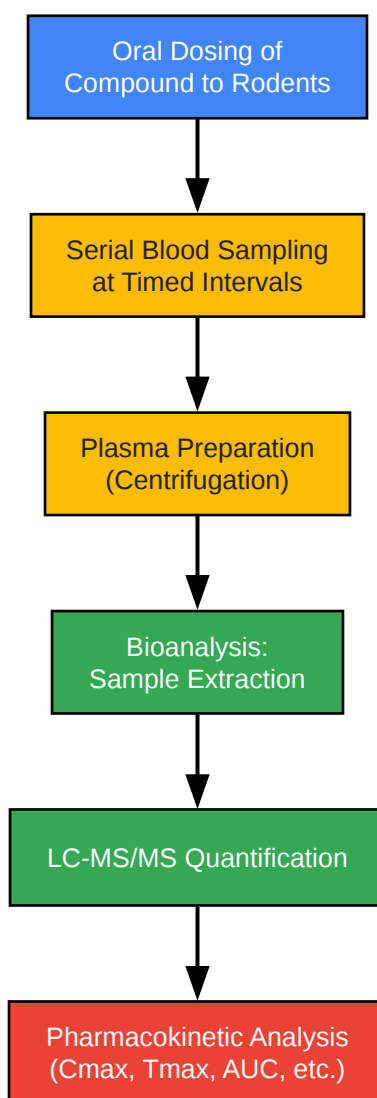 Oral Dosing of
Compound to Rodents
Serial Blood Sampling
at Timed Intervals
Plasma Preparation
(Centrifugation)
Bioanalysis:
Sample Extraction
LC-MS/MS Quantification
Pharmacokinetic Analysis
(Cmax, Tmax, AUC, etc.)